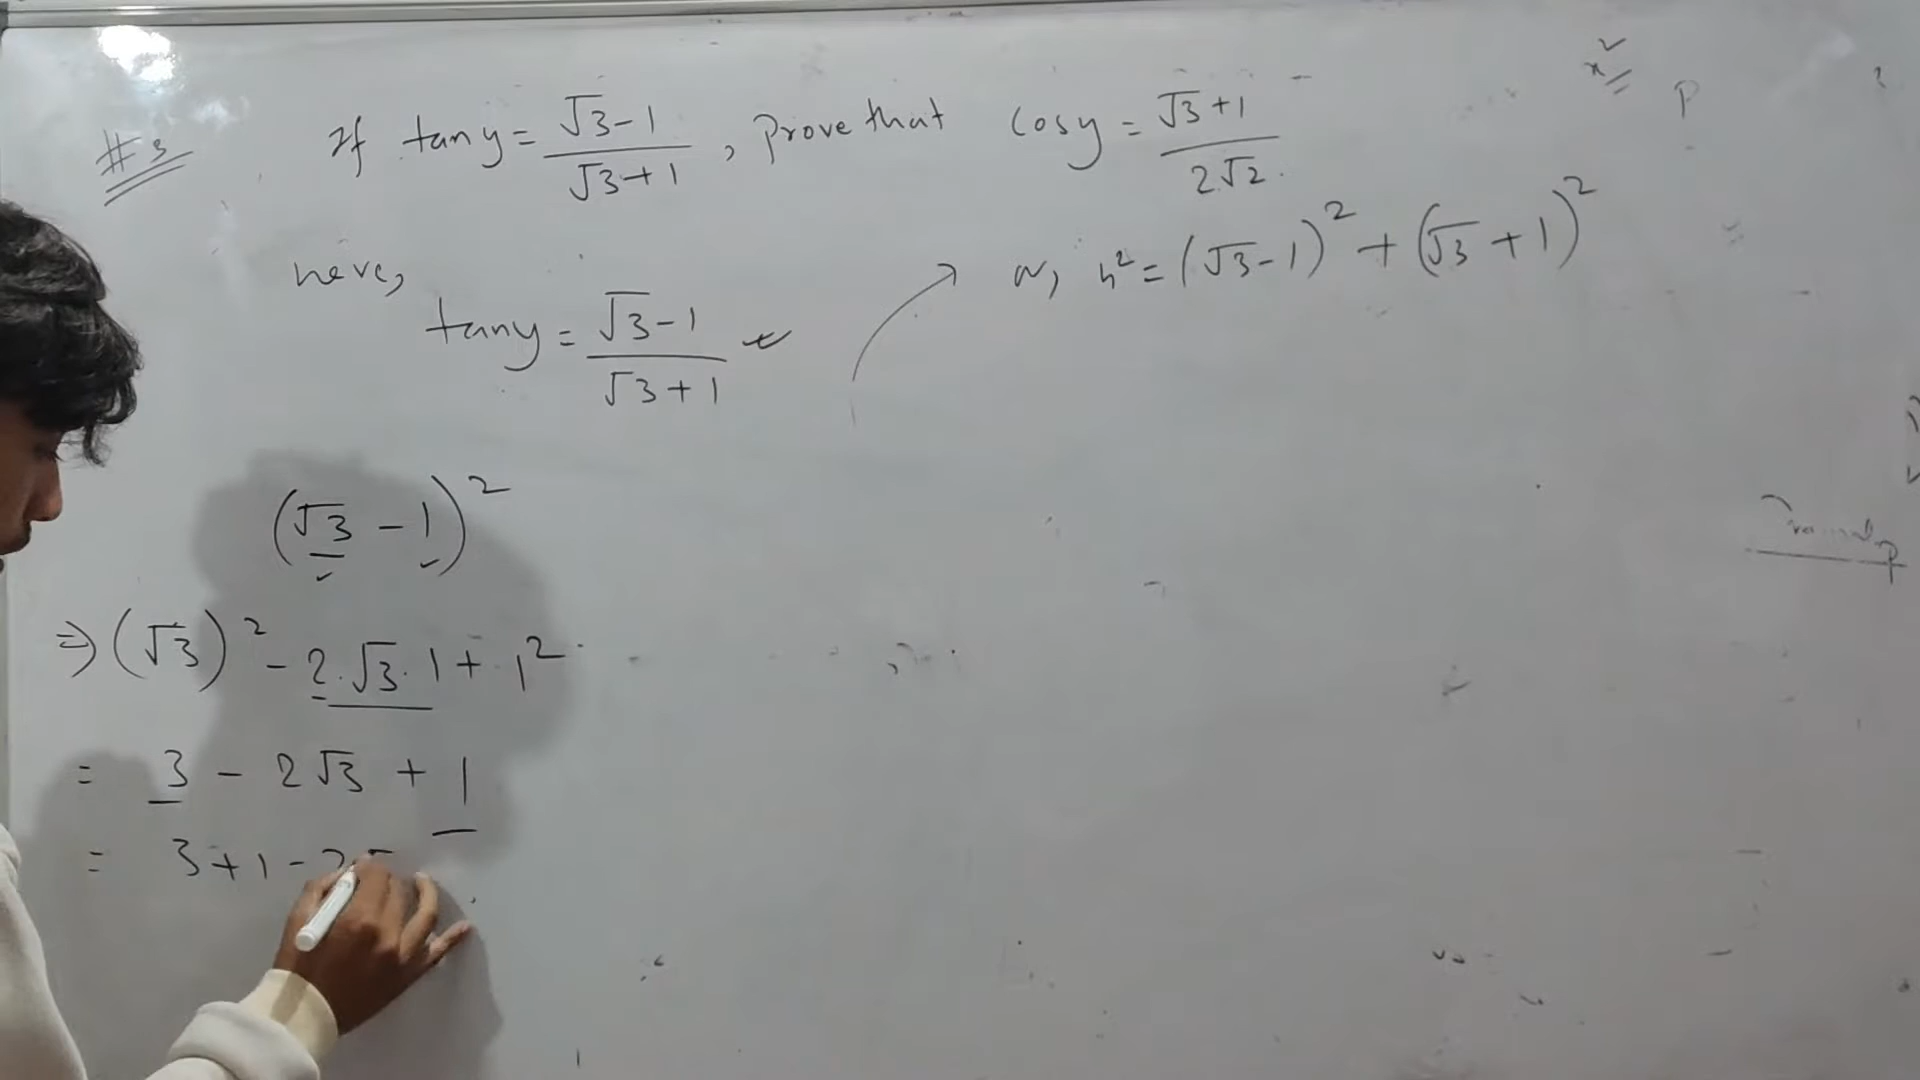 #3 If tan y = (√3-1)/(√3+1), prove that cos y = (√3+1)/(2√2).
here,
tan y = (√3-1)/(√3+1)
h² = (√3-1)² + (√3+1)²
(√3 - 1)²
⇒ (√3)² - 2.√3.1 + 1²
= 3 - 2√3 + 1
= 3+1-2
x²
P